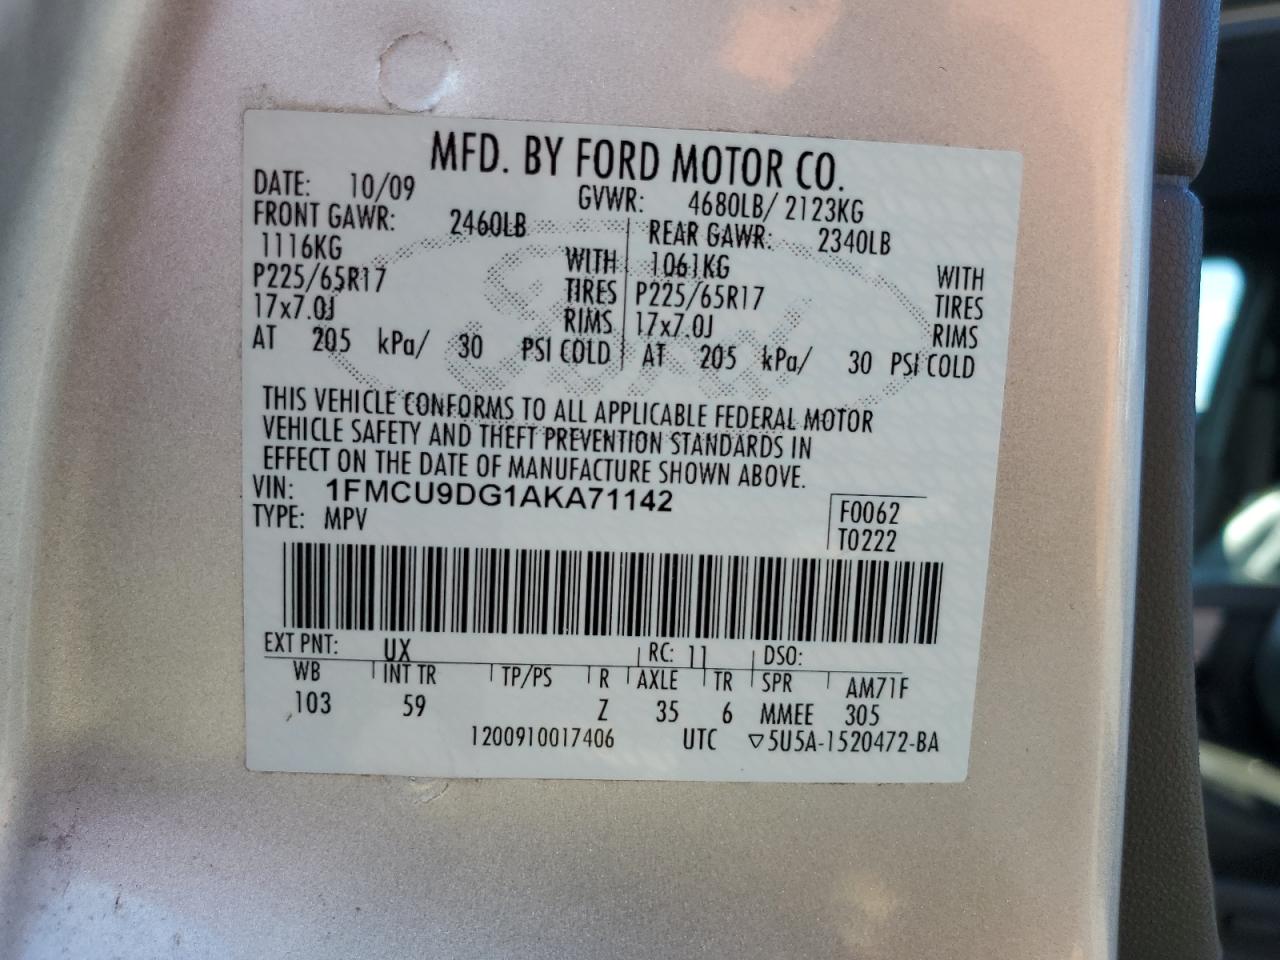 MFD. BY FORD MOTOR CO.
DATE: 10/09 GVWR: 4680LB/ 2123KG
FRONT GAWR: 2460LB REAR GAWR: 2340LB
1116KG WITH 1061KG WITH
P225/65R17 TIRES P225/65R17 TIRES
17x7.0J RIMS 17x7.0J RIMS
AT 205 kPa/ 30 PSI COLD AT 205 kPa/ 30 PSI COLD
THIS VEHICLE CONFORMS TO ALL APPLICABLE FEDERAL MOTOR
VEHICLE SAFETY AND THEFT PREVENTION STANDARDS IN
EFFECT ON THE DATE OF MANUFACTURE SHOWN ABOVE.
VIN: 1FMCU9DG1AKA71142 F0062
TYPE: MPV T0222
EXT PNT: UX RC: 11 DSO:
WB INT TR TP/PS R AXLE TR SPR AM71F
103 59 Z 35 6 MMEE 305
1200910017406 UTC ▽5U5A-1520472-BA